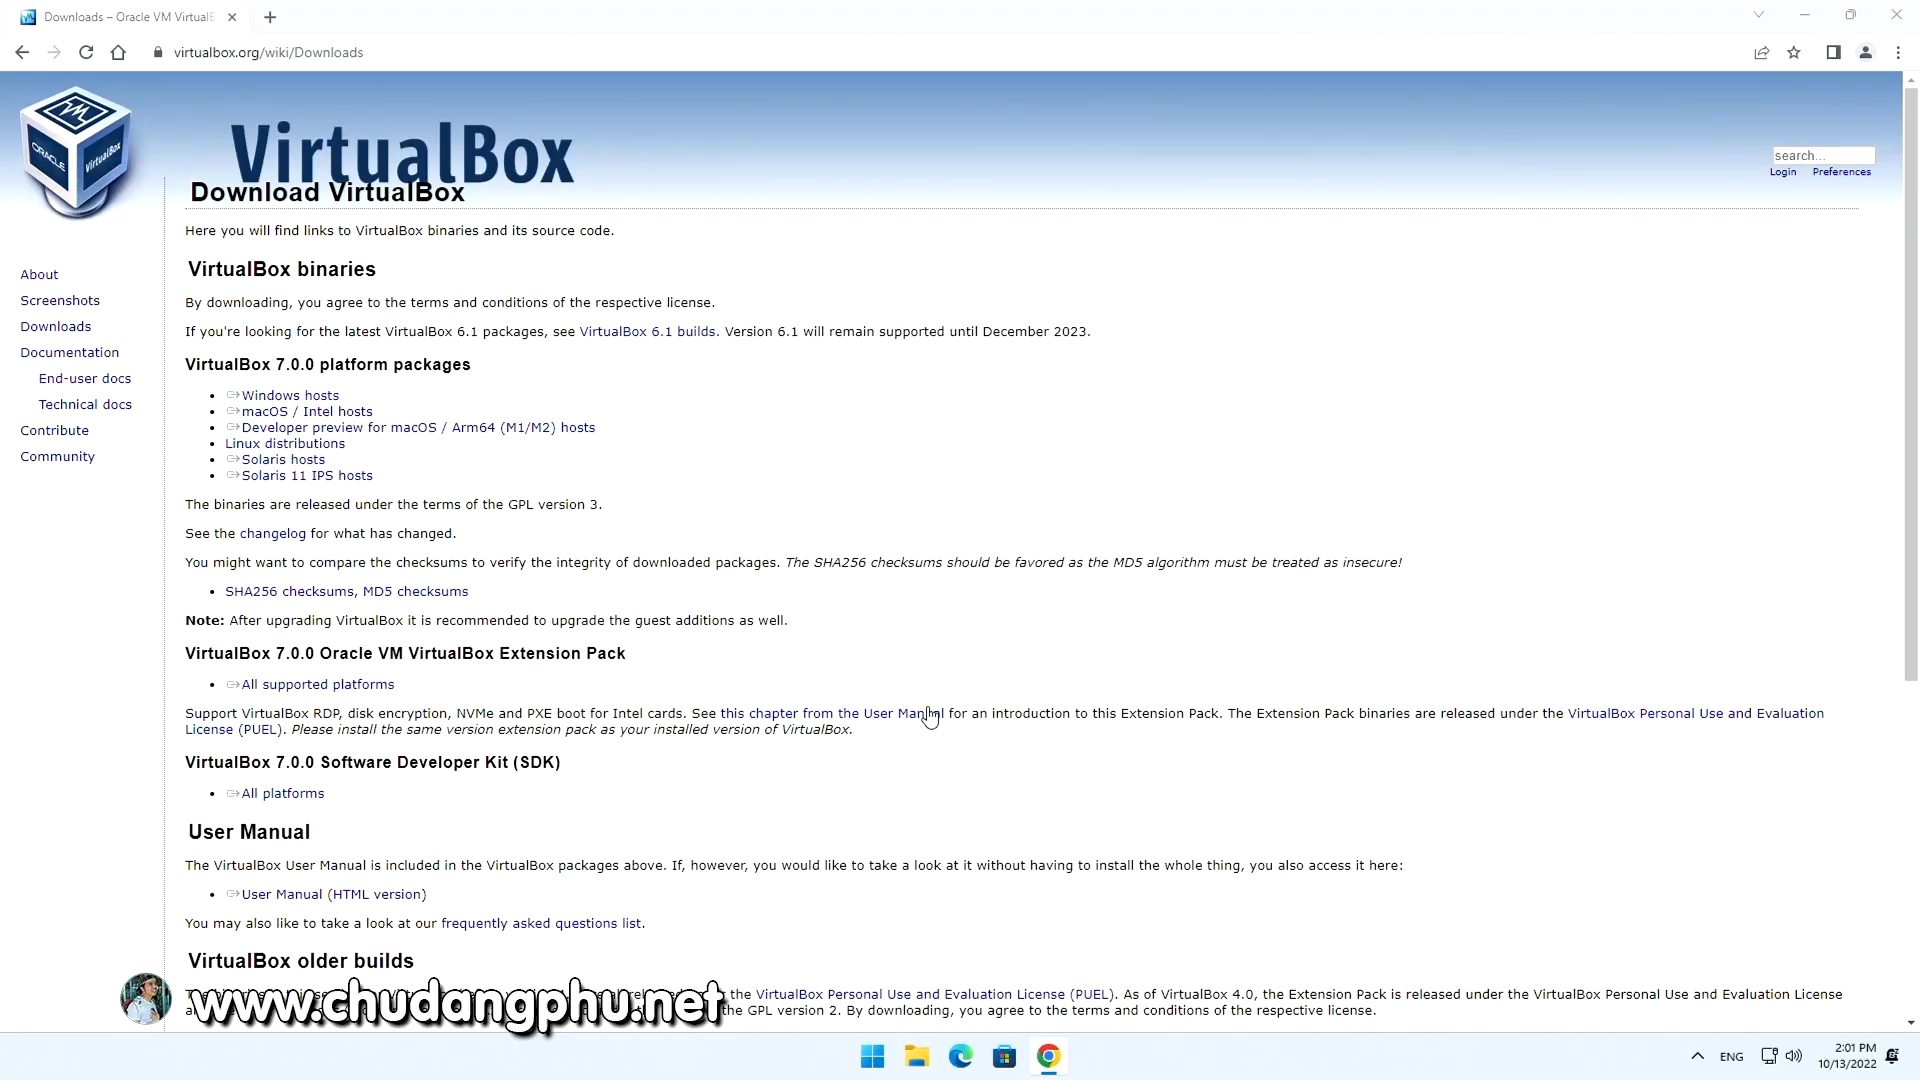 Downloads – Oracle VM Virtual
virtualbox.org/wiki/Downloads
ORACLE
VirtualBox
VirtualBox
search...
Login Preferences
Download VirtualBox
Here you will find links to VirtualBox binaries and its source code.
About
Screenshots
Downloads
Documentation
End-user docs
Technical docs
Contribute
Community
VirtualBox binaries
By downloading, you agree to the terms and conditions of the respective license.
If you're looking for the latest VirtualBox 6.1 packages, see VirtualBox 6.1 builds. Version 6.1 will remain supported until December 2023.
VirtualBox 7.0.0 platform packages
Windows hosts
macOS / Intel hosts
Developer preview for macOS / Arm64 (M1/M2) hosts
Linux distributions
Solaris hosts
Solaris 11 IPS hosts
The binaries are released under the terms of the GPL version 3.
See the changelog for what has changed.
You might want to compare the checksums to verify the integrity of downloaded packages. The SHA256 checksums should be favored as the MD5 algorithm must be treated as insecure!
SHA256 checksums, MD5 checksums
Note: After upgrading VirtualBox it is recommended to upgrade the guest additions as well.
VirtualBox 7.0.0 Oracle VM VirtualBox Extension Pack
All supported platforms
Support VirtualBox RDP, disk encryption, NVMe and PXE boot for Intel cards. See this chapter from the User Manual for an introduction to this Extension Pack. The Extension Pack binaries are released under the VirtualBox Personal Use and Evaluation
License (PUEL). Please install the same version extension pack as your installed version of VirtualBox.
VirtualBox 7.0.0 Software Developer Kit (SDK)
All platforms
User Manual
The VirtualBox User Manual is included in the VirtualBox packages above. If, however, you would like to take a look at it without having to install the whole thing, you also access it here:
User Manual (HTML version)
You may also like to take a look at our frequently asked questions list.
VirtualBox older builds
the VirtualBox Personal Use and Evaluation License (PUEL). As of VirtualBox 4.0, the Extension Pack is released under the VirtualBox Personal Use and Evaluation License
the GPL version 2. By downloading, you agree to the terms and conditions of the respective license.
www.chudangphu.net
ENG
2:01 PM
10/13/2022